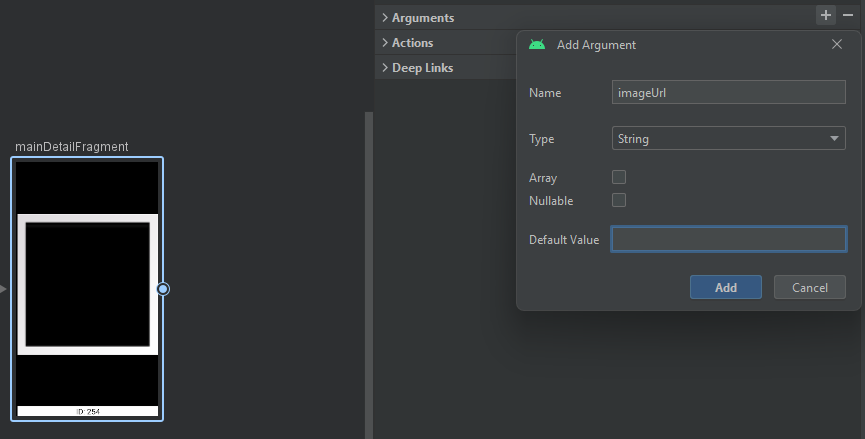 Arguments
Actions
Deep Links
Add Argument
Name
imageUrl
Type
String
Array
Nullable
Default Value
Add
Cancel
mainDetailFragment
ID: 254